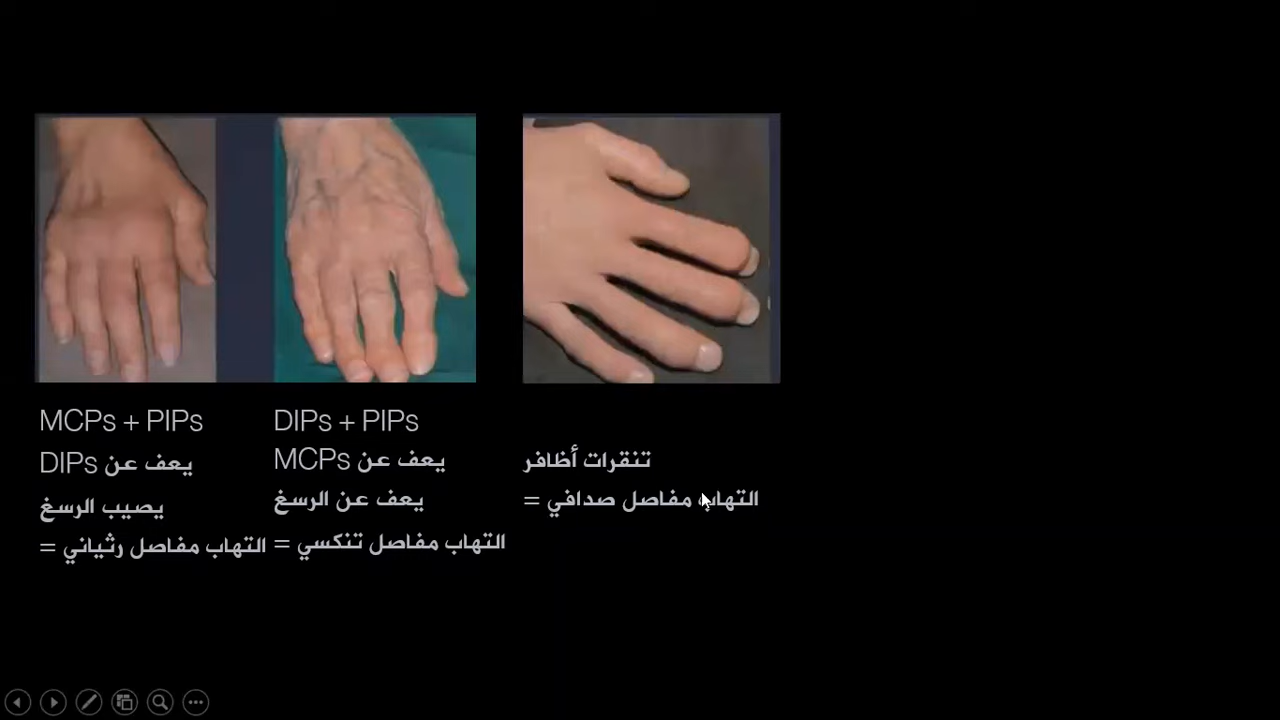 MCPs + PIPs
يعف عن DIPs
يصيب الرسغ
= التهاب مفاصل رثياني
DIPs + PIPs
يعف عن MCPs
يعف عن الرسغ
= التهاب مفاصل تنكسي
تنقرات أظافر
= التهاب مفاصل صدافي